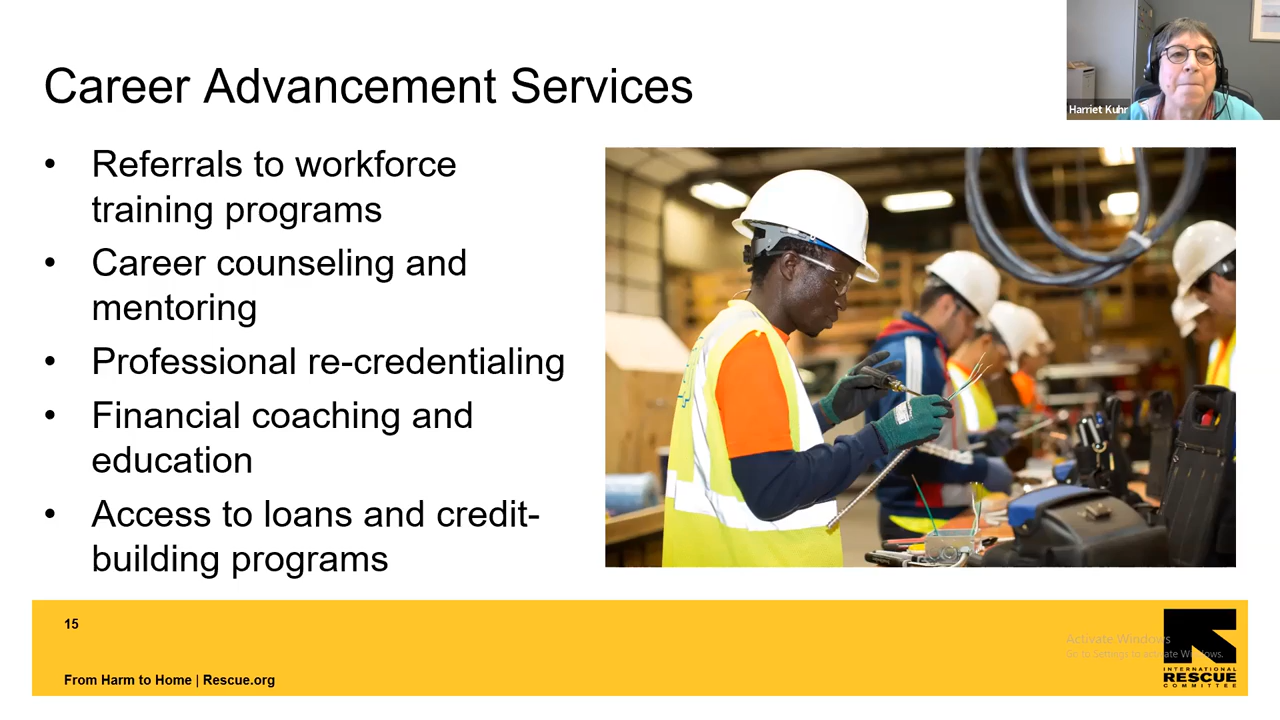 Career Advancement Services
Harriet Kuhr
• Referrals to workforce
training programs
• Career counseling and
mentoring
• Professional re-credentialing
• Financial coaching and
education
• Access to loans and credit-
building programs
15
From Harm to Home | Rescue.org
Activate Windows
Go to Settings to activate Windows.
INTERNATIONAL
RESCUE
COMMITTEE